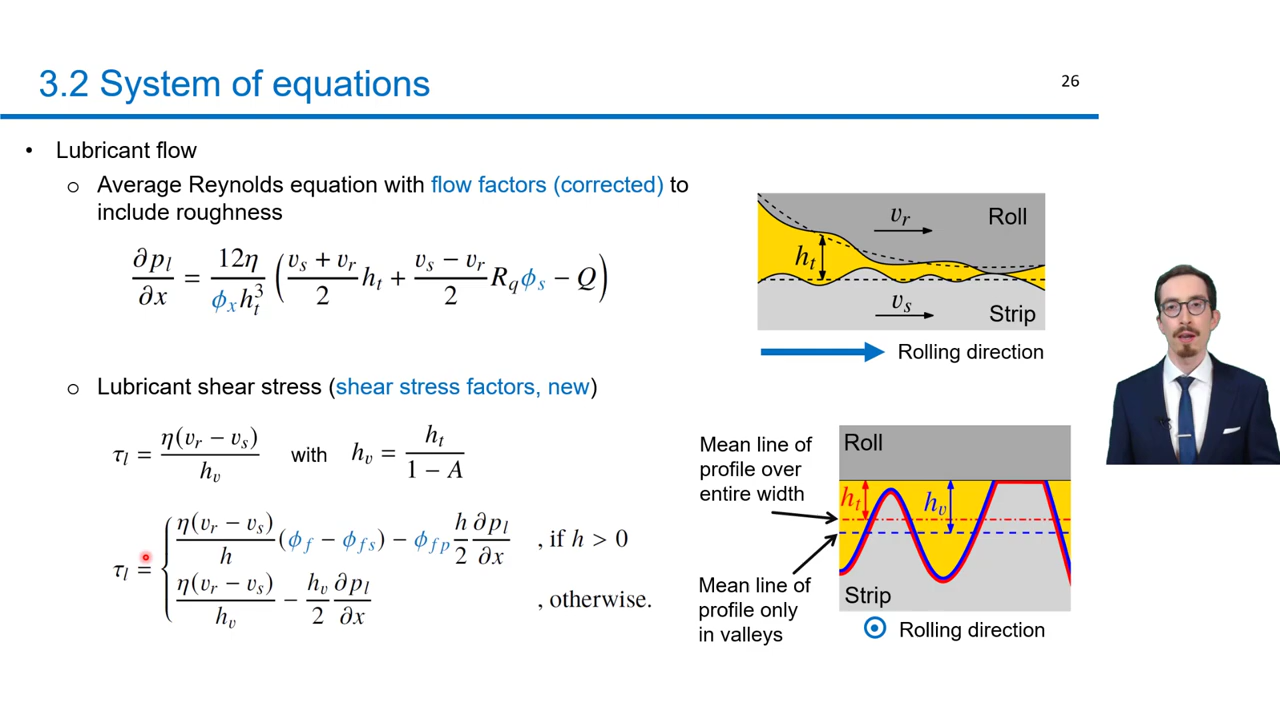 3.2 System of equations
26
• Lubricant flow
o Average Reynolds equation with flow factors (corrected) to
include roughness
∂p_l/∂x = 12η/(ϕ_x h_t^3) ((v_s + v_r)/2 h_t + (v_s − v_r)/2 R_q ϕ_s − Q)
v_r
Roll
h_t
v_s
Strip
Rolling direction
o Lubricant shear stress (shear stress factors, new)
τ_l = η(v_r − v_s)/h_v with h_v = h_t/(1 − A)
τ_l = { η(v_r − v_s)/h (ϕ_f − ϕ_fs) − ϕ_fp h/2 ∂p_l/∂x , if h > 0
η(v_r − v_s)/h_v − h_v/2 ∂p_l/∂x , otherwise.
Mean line of
profile over
entire width
Mean line of
profile only
in valleys
Roll
h_t
h_v
Strip
Rolling direction